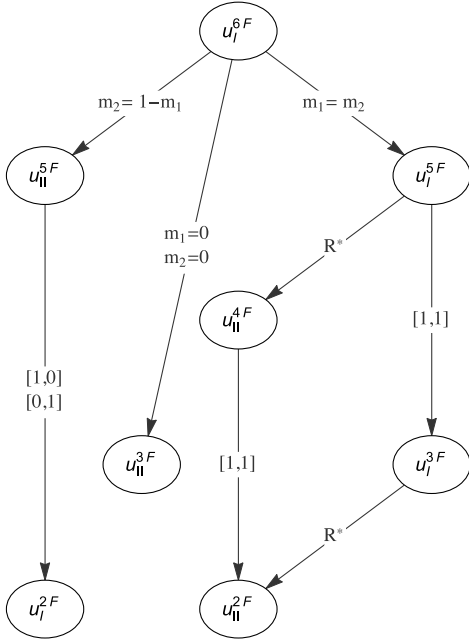 u_I^{6F}
m₂= 1−m₁
m₁= m₂
u_II^{5F}
u_I^{5F}
m₁=0
m₂=0
R*
u_II^{4F}
[1,1]
[1,0]
[0,1]
u_II^{3F}
[1,1]
u_I^{3F}
R*
u_I^{2F}
u_II^{2F}